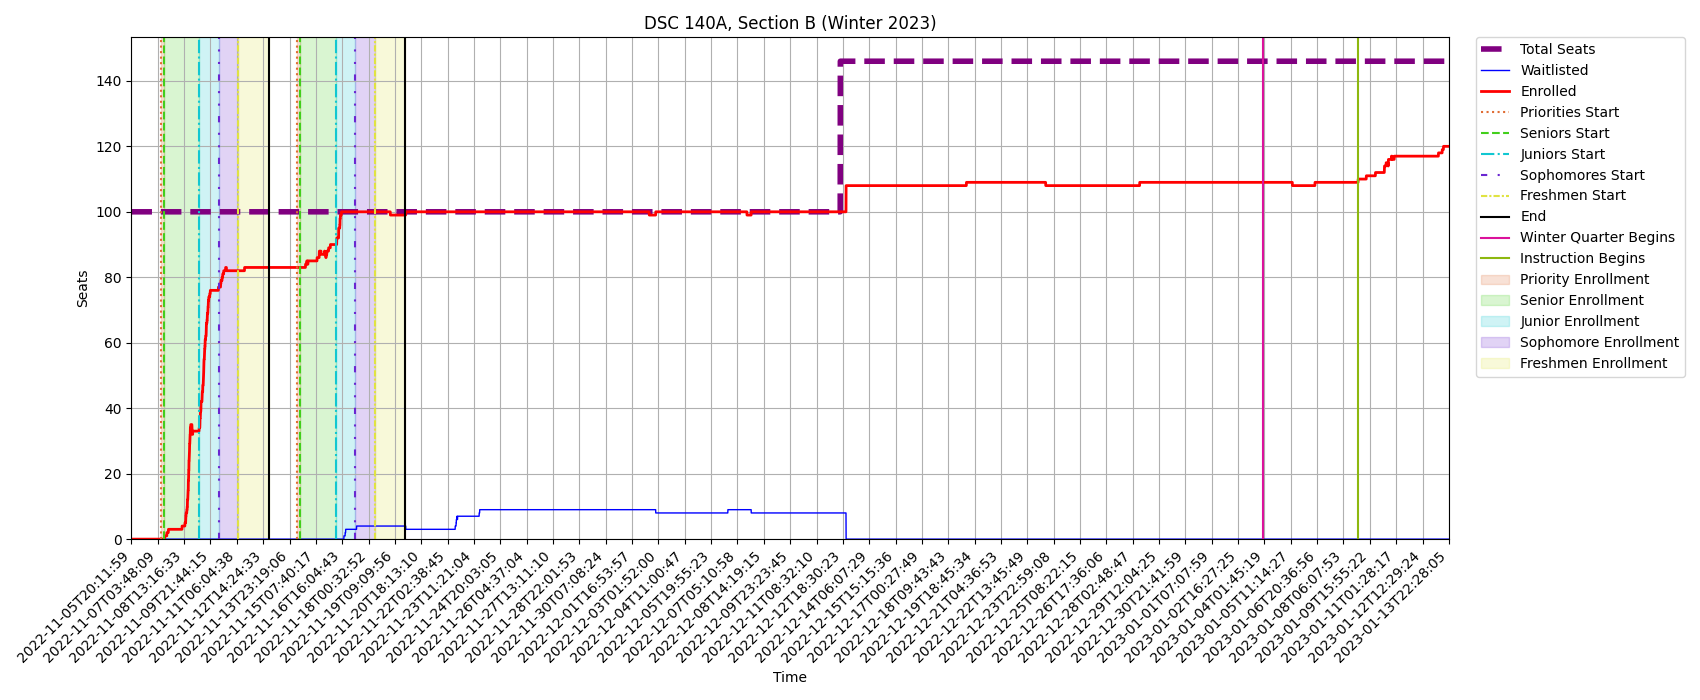 DSC 140A, Section B (Winter 2023)
Seats
140
120
100
80
60
40
20
0
2022-11-05T20:11:59
2022-11-07T03:48:09
2022-11-08T13:16:33
2022-11-09T21:44:15
2022-11-11T06:04:38
2022-11-12T14:24:33
2022-11-13T23:19:06
2022-11-15T07:40:17
2022-11-16T16:04:43
2022-11-18T00:32:52
2022-11-19T09:09:56
2022-11-20T18:13:10
2022-11-22T02:38:45
2022-11-23T11:21:04
2022-11-24T20:03:05
2022-11-26T04:37:04
2022-11-27T13:11:10
2022-11-28T22:01:53
2022-11-30T07:08:24
2022-12-01T16:53:57
2022-12-03T01:52:00
2022-12-04T11:00:47
2022-12-05T19:55:23
2022-12-07T05:10:58
2022-12-08T14:19:15
2022-12-09T23:23:45
2022-12-11T08:32:10
2022-12-12T18:30:23
2022-12-14T06:07:29
2022-12-15T15:15:36
2022-12-17T00:27:49
2022-12-18T09:43:43
2022-12-19T18:45:34
2022-12-21T04:36:53
2022-12-22T13:45:49
2022-12-23T22:59:08
2022-12-25T08:22:15
2022-12-26T17:36:06
2022-12-28T02:48:47
2022-12-29T12:04:25
2022-12-30T21:41:59
2023-01-01T07:07:59
2023-01-02T16:27:25
2023-01-04T01:45:19
2023-01-05T11:14:27
2023-01-06T20:36:56
2023-01-08T06:07:53
2023-01-09T15:55:22
2023-01-11T01:28:17
2023-01-12T12:29:24
2023-01-13T22:28:05
Time
Total Seats
Waitlisted
Enrolled
Priorities Start
Seniors Start
Juniors Start
Sophomores Start
Freshmen Start
End
Winter Quarter Begins
Instruction Begins
Priority Enrollment
Senior Enrollment
Junior Enrollment
Sophomore Enrollment
Freshmen Enrollment